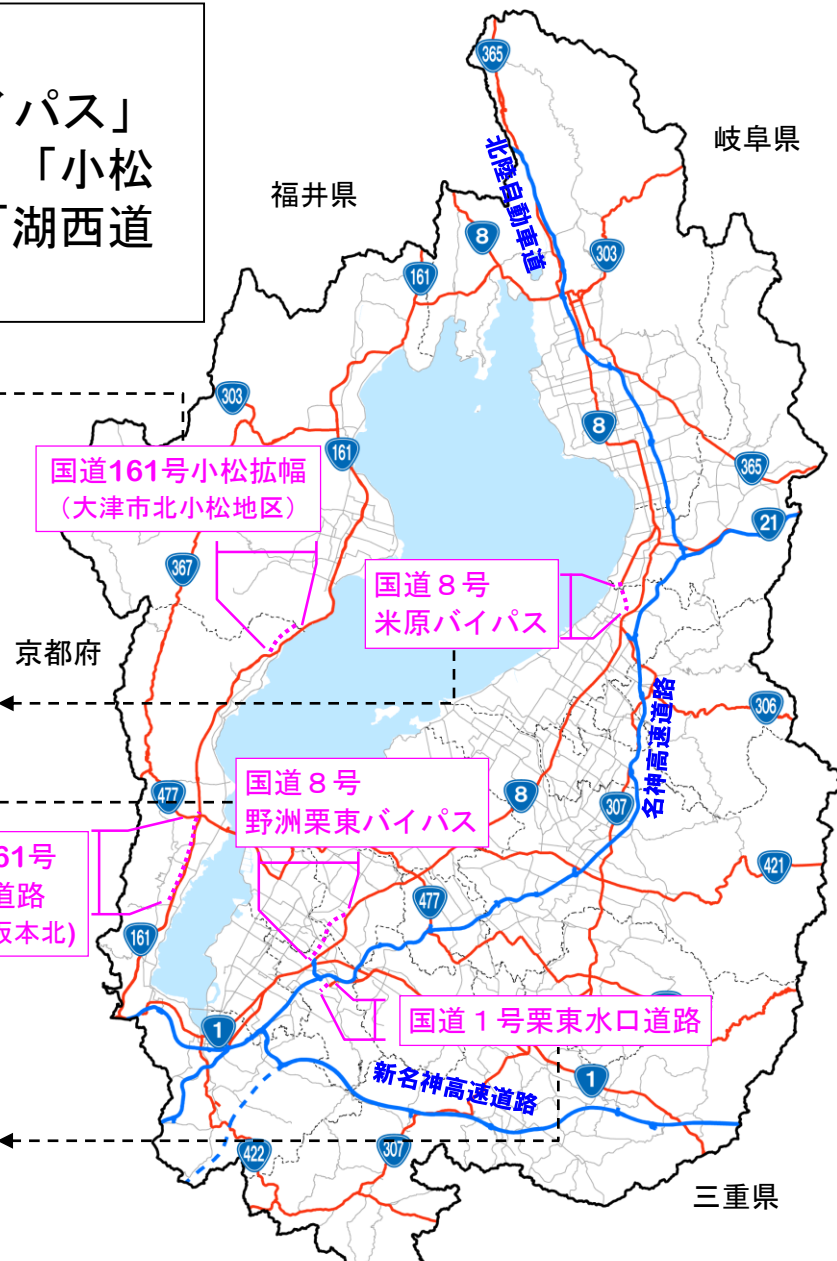 イパス」
「小松
「湖西道
365
岐阜県
福井県
北陸自動車道
8
303
161
303
8
161
国道161号小松拡幅
（大津市北小松地区）
365
21
367
国道８号
米原バイパス
京都府
306
名神高速道路
477
国道８号
野洲栗東バイパス
8
307
61号
道路
坂本北)
421
477
161
国道１号栗東水口道路
1
新名神高速道路
1
422
307
三重県